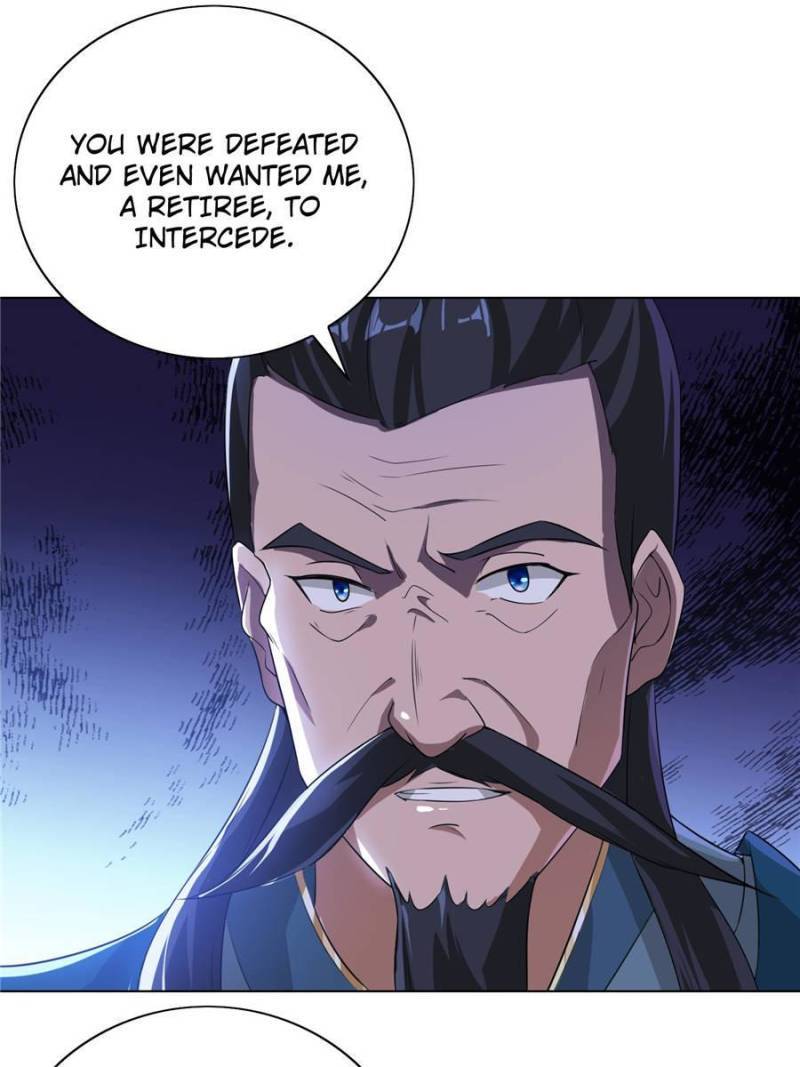 YOU WERE DEFEATED
AND EVEN WANTED ME,
A RETIREE, TO
INTERCEDE.